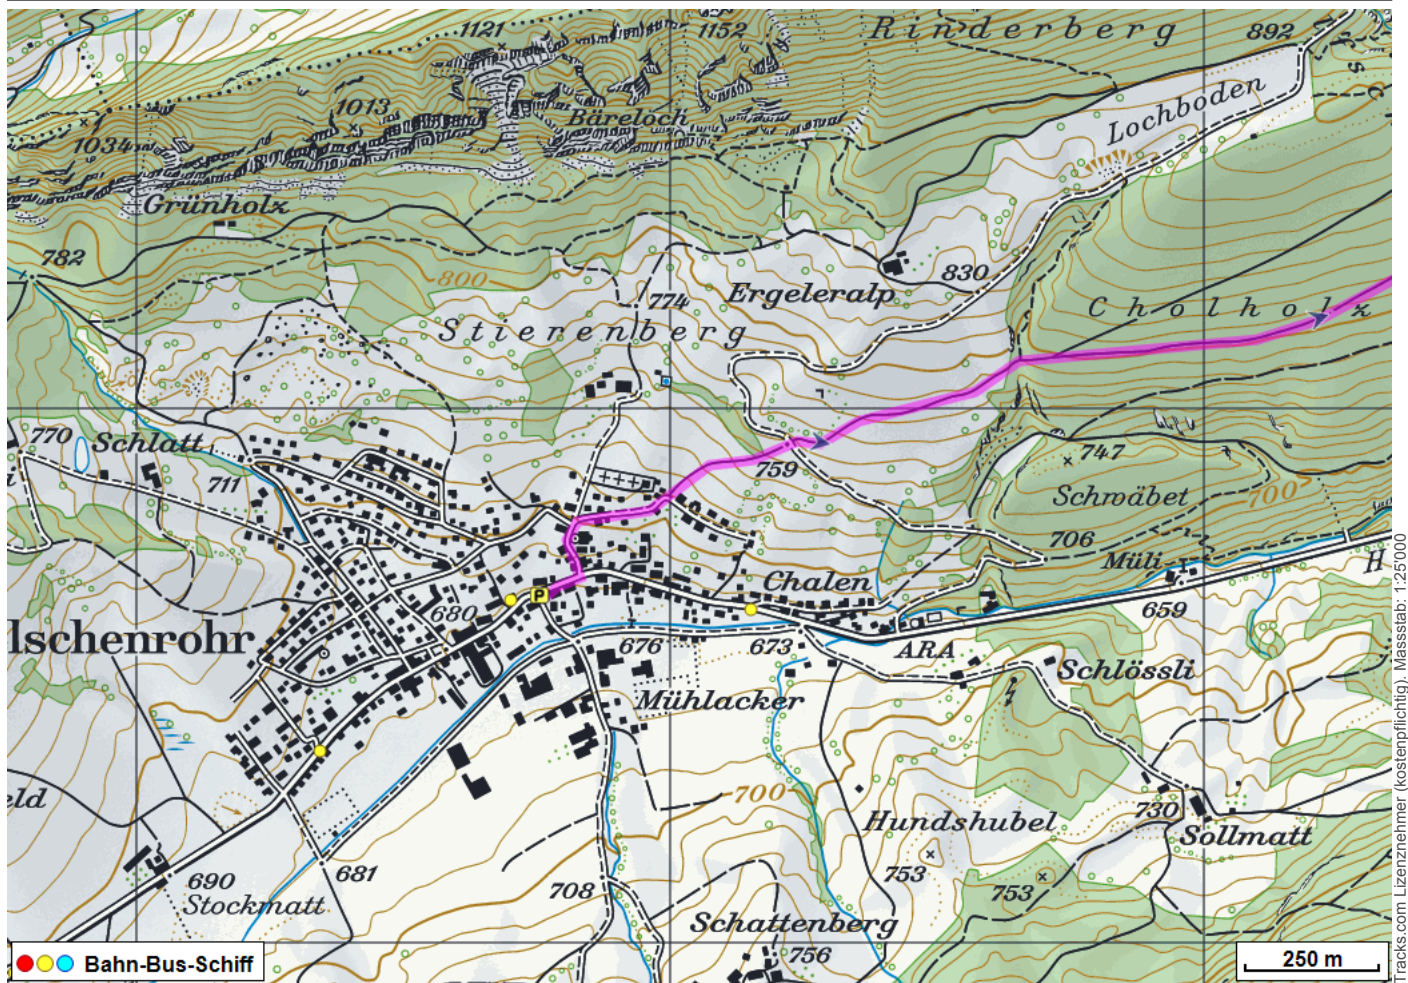 1121
1152
Rinderberg
892
1013
Bäreloch
Lochboden
1034
Grünholz
782
800
830
774
Ergeleralp
Cholholz
Stierenberg
770
Schlatt
759
747
711
Schwäbet
700
706
Müli
H
Chalen
680
659
lschenrohr
676
673
ARA
Schlössli
Mühlacker
eld
700
730
Hundshubel
Sollmatt
681
690
753
753
708
Stockmatt
Schattenberg
756
P
Bahn-Bus-Schiff
250 m
Tracks.com Lizenznehmer (kostenpflichtig). Massstab: 1:25'000